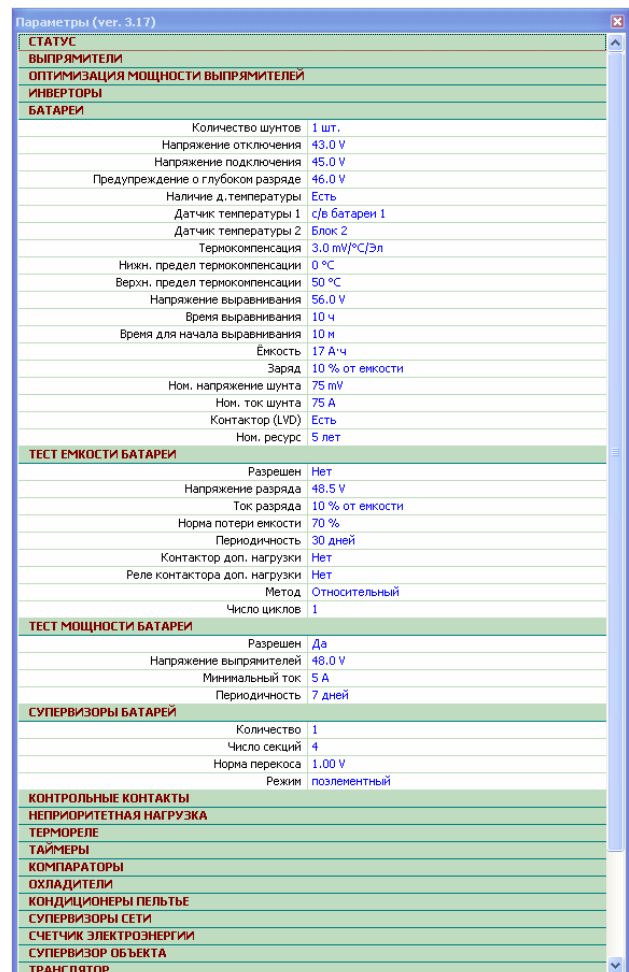 Параметры (ver. 3.17)
СТАТУС
ВЫПРЯМИТЕЛИ
ОПТИМИЗАЦИЯ МОЩНОСТИ ВЫПРЯМИТЕЛЕЙ
ИНВЕРТОРЫ
БАТАРЕИ
Количество шунтов 1 шт.
Напряжение отключения 43.0 V
Напряжение подключения 45.0 V
Предупреждение о глубоком разряде 46.0 V
Наличие д.температуры Есть
Датчик температуры 1 с/в батареи 1
Датчик температуры 2 Блок 2
Термокомпенсация 3.0 mV/°C/Эл
Нижн. предел термокомпенсации 0 °C
Верхн. предел термокомпенсации 50 °C
Напряжение выравнивания 56.0 V
Время выравнивания 10 ч
Время для начала выравнивания 10 м
Ёмкость 17 А·ч
Заряд 10 % от емкости
Ном. напряжение шунта 75 mV
Ном. ток шунта 75 А
Контактор (LVD) Есть
Ном. ресурс 5 лет
ТЕСТ ЕМКОСТИ БАТАРЕИ
Разрешен Нет
Напряжение разряда 48.5 V
Ток разряда 10 % от емкости
Норма потери емкости 70 %
Периодичность 30 дней
Контактор доп. нагрузки Нет
Реле контактора доп. нагрузки Нет
Метод Относительный
Число циклов 1
ТЕСТ МОЩНОСТИ БАТАРЕИ
Разрешен Да
Напряжение выпрямителей 48.0 V
Минимальный ток 5 А
Периодичность 7 дней
СУПЕРВИЗОРЫ БАТАРЕЙ
Количество 1
Число секций 4
Норма перекоса 1.00 V
Режим поэлементный
КОНТРОЛЬНЫЕ КОНТАКТЫ
НЕПРИОРИТЕТНАЯ НАГРУЗКА
ТЕРМОРЕЛЕ
ТАЙМЕРЫ
КОМПАРАТОРЫ
ОХЛАДИТЕЛИ
КОНДИЦИОНЕРЫ ПЕЛЬТЬЕ
СУПЕРВИЗОРЫ СЕТИ
СЧЕТЧИК ЭЛЕКТРОЭНЕРГИИ
СУПЕРВИЗОР ОБЪЕКТА
ТРАНСЛЯТОР